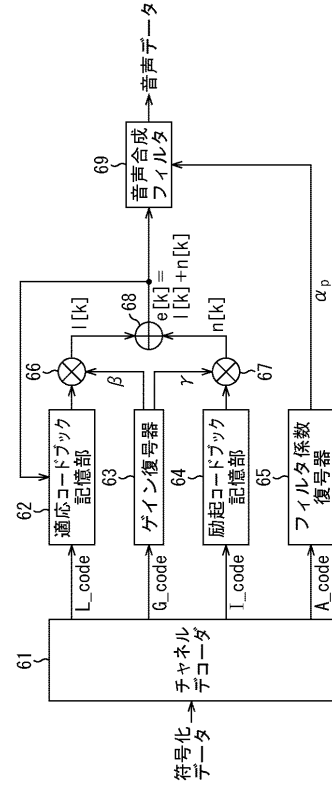 符号化
データ
61
チャネル
デコーダ
L_code
G_code
I_code
A_code
62
適応コードブック
記憶部
63
ゲイン復号器
64
励起コードブック
記憶部
65
フィルタ係数
復号器
66
l[k]
β
γ
67
n[k]
68
e[k]=
l[k]+n[k]
αp
69
音声合成
フィルタ
音声データ